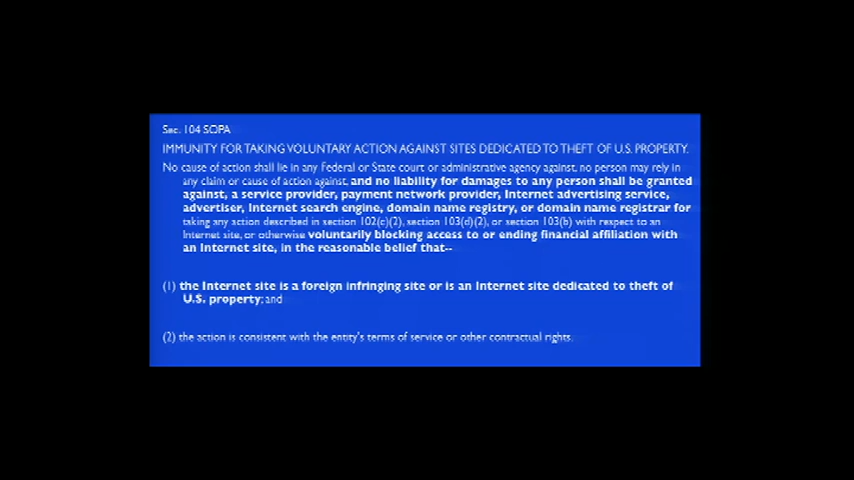 Sec. 104 SOPA
IMMUNITY FOR TAKING VOLUNTARY ACTION AGAINST SITES DEDICATED TO THEFT OF U.S. PROPERTY.
No cause of action shall lie in any Federal or State court or administrative agency against, no person may rely in
any claim or cause of action against, and no liability for damages to any person shall be granted
against, a service provider, payment network provider, Internet advertising service,
advertiser, Internet search engine, domain name registry, or domain name registrar for
taking any action described in section 102(c)(2), section 103(d)(2), or section 103(b) with respect to an
Internet site, or otherwise voluntarily blocking access to or ending financial affiliation with
an Internet site, in the reasonable belief that--
(1) the Internet site is a foreign infringing site or is an Internet site dedicated to theft of
U.S. property; and
(2) the action is consistent with the entity's terms of service or other contractual rights.